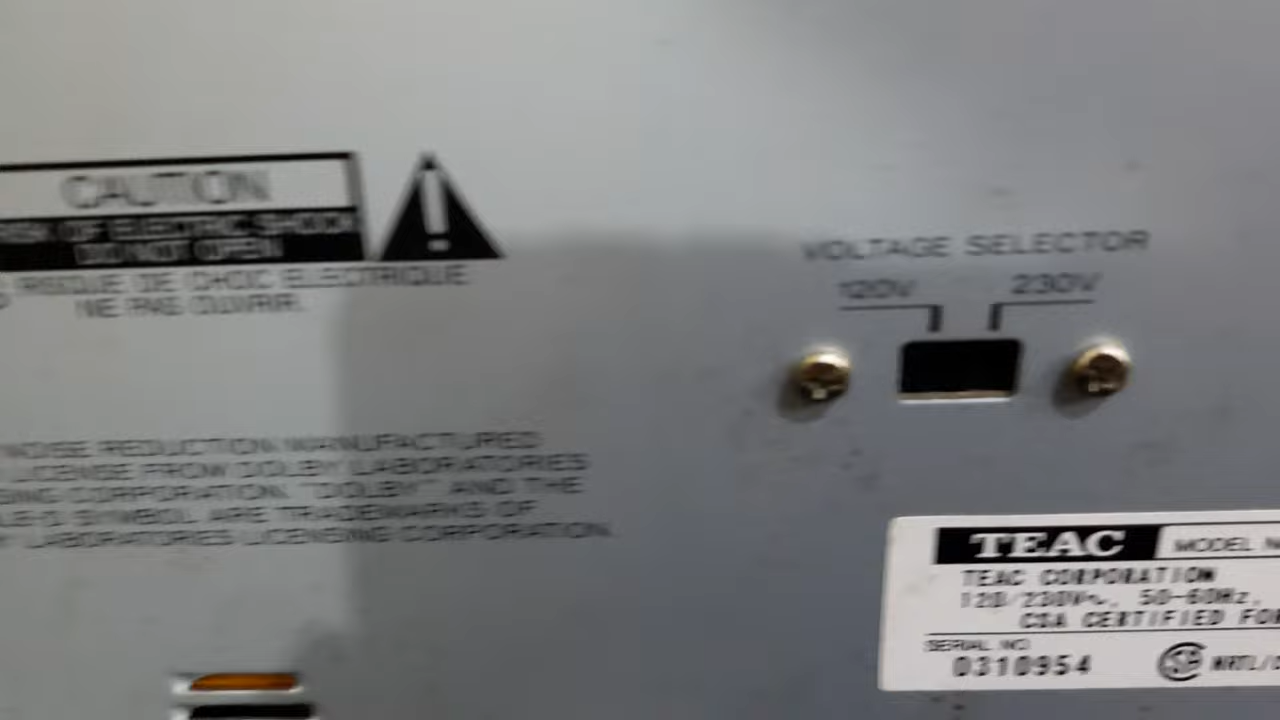 CAUTION
RISK OF ELECTRIC SHOCK
DO NOT OPEN
RISQUE DE CHOC ELECTRIQUE
NE PAS OUVRIR.
NOISE REDUCTION MANUFACTURED
LICENSE FROM DOLBY LABORATORIES
SING CORPORATION. "DOLBY" AND THE
LE-D SYMBOL ARE TRADEMARKS OF
LABORATORIES LICENSING CORPORATION.
VOLTAGE SELECTOR
120V 230V
TEAC MODEL N
TEAC CORPORATION
120/230V~, 50-60Hz,
CSA CERTIFIED FOR
SERIAL NO
0310954
NRTL/C